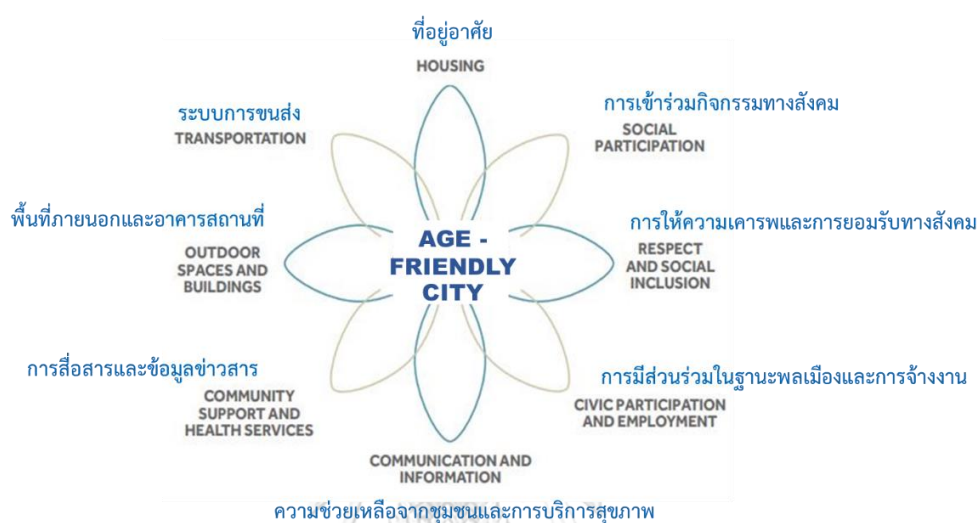 ที่อยู่อาศัย
HOUSING
ระบบการขนส่ง
TRANSPORTATION
การเข้าร่วมกิจกรรมทางสังคม
SOCIAL
PARTICIPATION
พื้นที่ภายนอกและอาคารสถานที่
OUTDOOR
SPACES AND
BUILDINGS
AGE -
FRIENDLY
CITY
การให้ความเคารพและการยอมรับทางสังคม
RESPECT
AND SOCIAL
INCLUSION
การสื่อสารและข้อมูลข่าวสาร
COMMUNITY
SUPPORT AND
HEALTH SERVICES
การมีส่วนร่วมในฐานะพลเมืองและการจ้างงาน
CIVIC PARTICIPATION
AND EMPLOYMENT
COMMUNICATION AND
INFORMATION
ความช่วยเหลือจากชุมชนและการบริการสุขภาพ